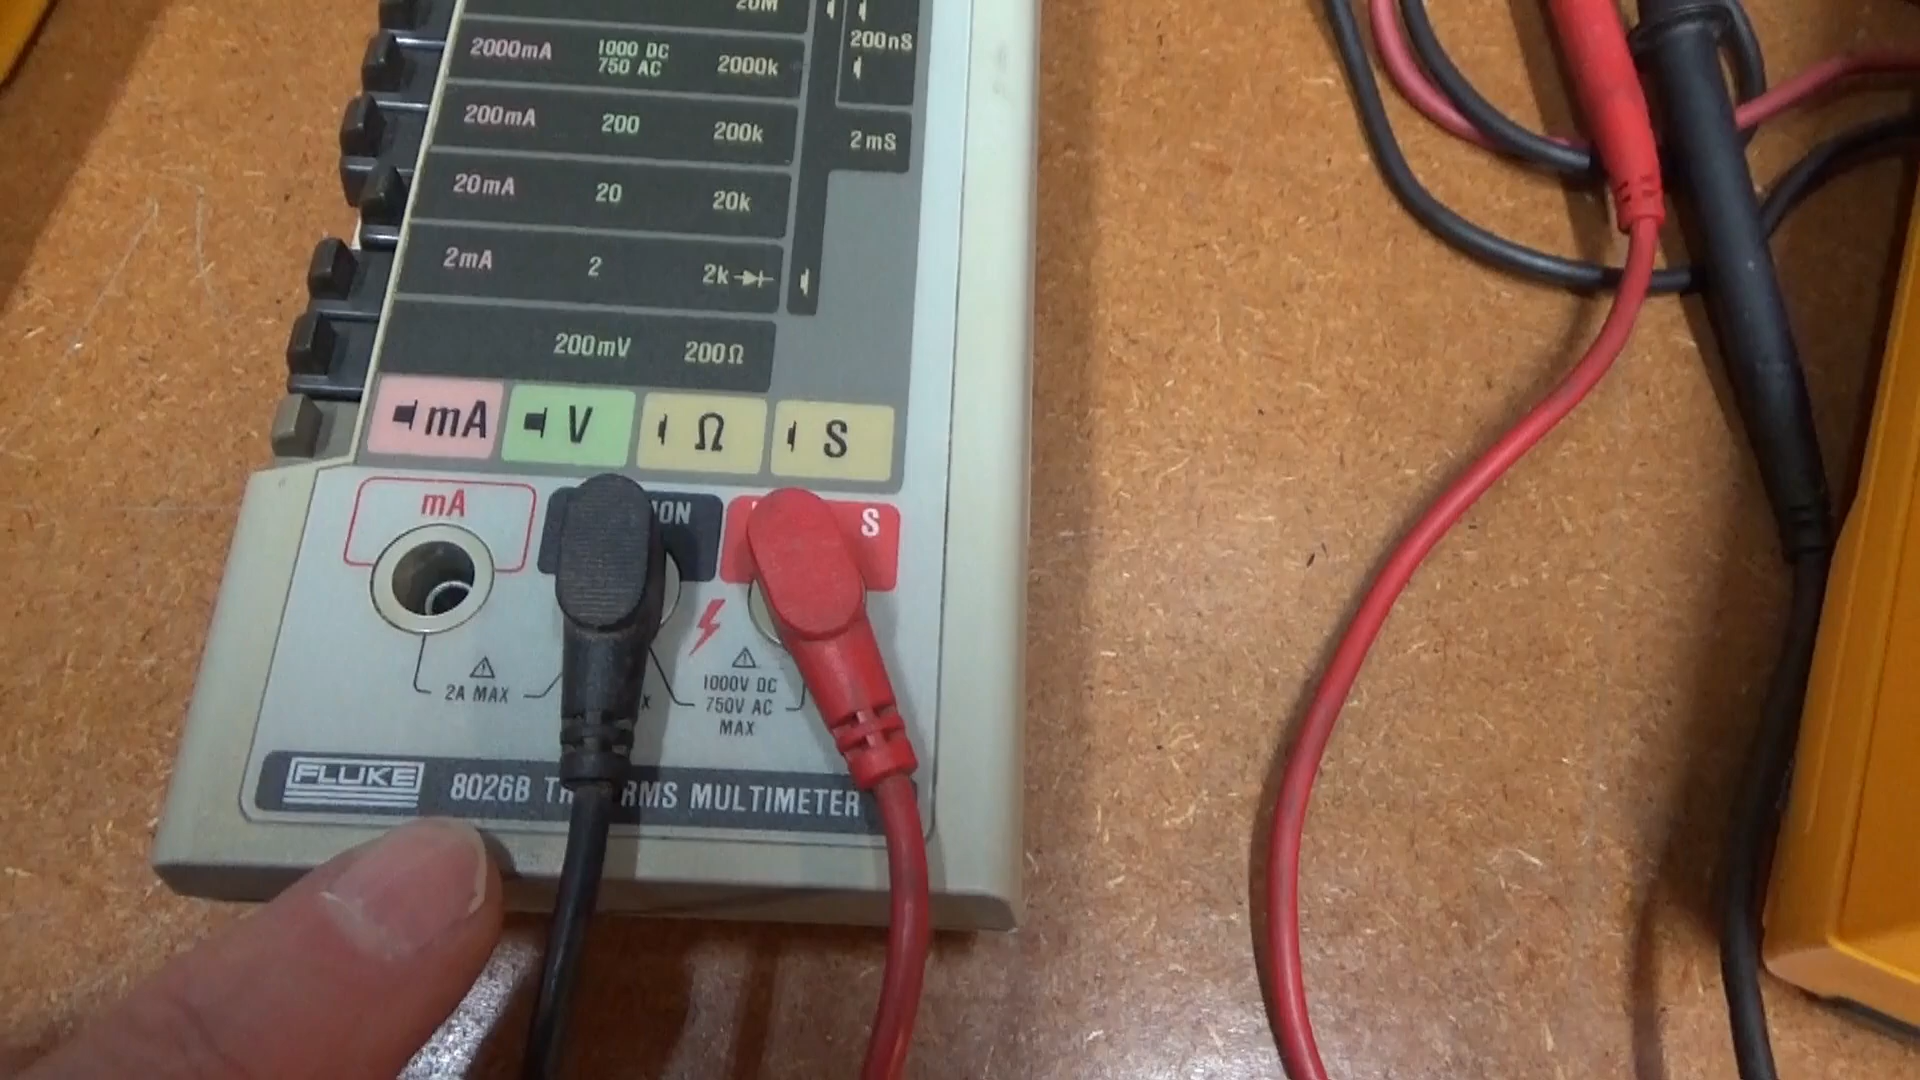 20M
200nS
2000mA 1000 DC 750 AC 2000k
200mA 200 200k 2mS
20mA 20 20k
2mA 2 2k
200mV 200Ω
mA V Ω S
mA ON S
2A MAX
1000V DC
750V AC
MAX
FLUKE 8026B RMS MULTIMETER